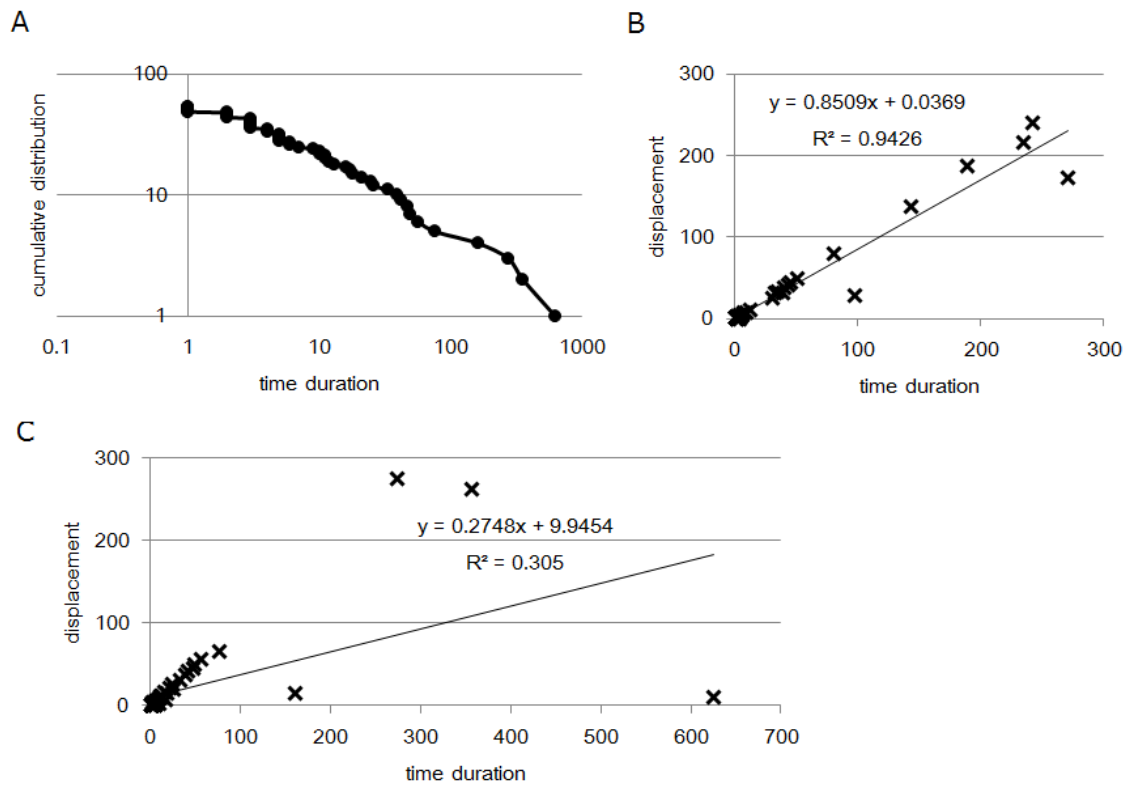 A
cumulative distribution
100
10
1
0.1 1 10 100 1000
time duration
B
displacement
300
200
100
0
y = 0.8509x + 0.0369
R² = 0.9426
0 100 200 300
time duration
C
displacement
300
200
100
0
y = 0.2748x + 9.9454
R² = 0.305
0 100 200 300 400 500 600 700
time duration